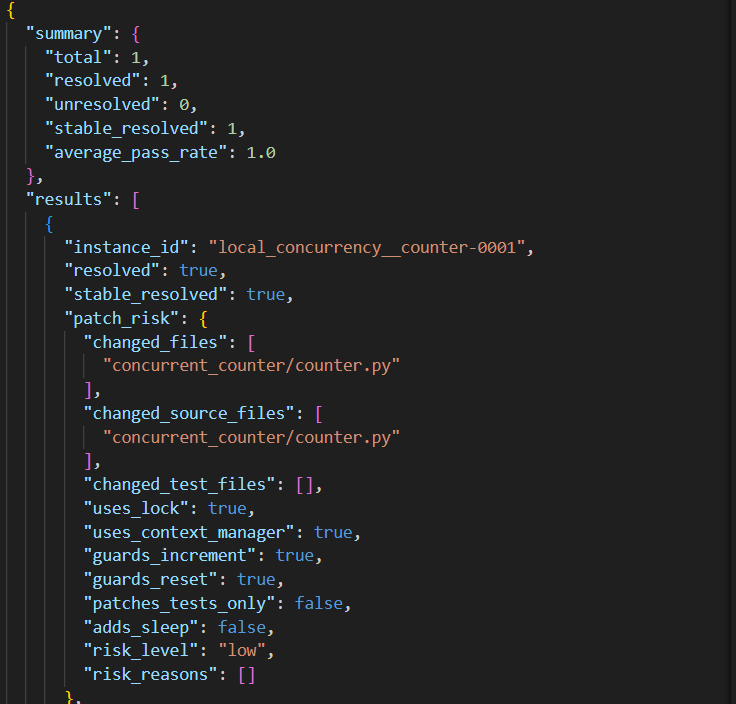 {
"summary": {
"total": 1,
"resolved": 1,
"unresolved": 0,
"stable_resolved": 1,
"average_pass_rate": 1.0
},
"results": [
{
"instance_id": "local_concurrency__counter-0001",
"resolved": true,
"stable_resolved": true,
"patch_risk": {
"changed_files": [
"concurrent_counter/counter.py"
],
"changed_source_files": [
"concurrent_counter/counter.py"
],
"changed_test_files": [],
"uses_lock": true,
"uses_context_manager": true,
"guards_increment": true,
"guards_reset": true,
"patches_tests_only": false,
"adds_sleep": false,
"risk_level": "low",
"risk_reasons": []
},